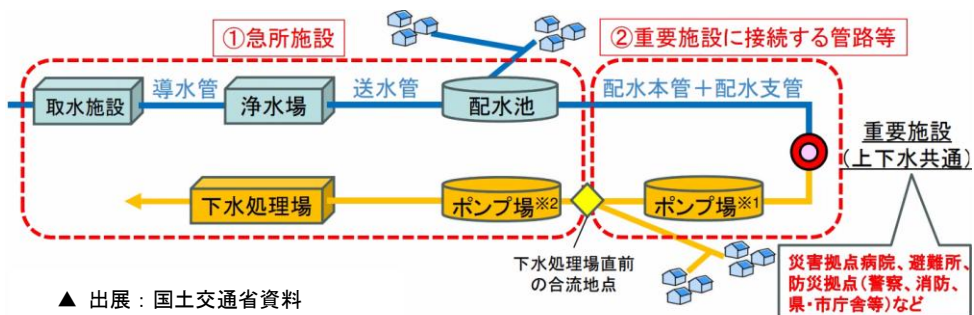 ①急所施設
②重要施設に接続する管路等
取水施設
導水管
浄水場
送水管
配水池
配水本管+配水支管
重要施設
(上下水共通)
下水処理場
ポンプ場※2
ポンプ場※1
下水処理場直前
の合流地点
災害拠点病院、避難所、
防災拠点(警察、消防、
県・市庁舎等)など
▲ 出展:国土交通省資料